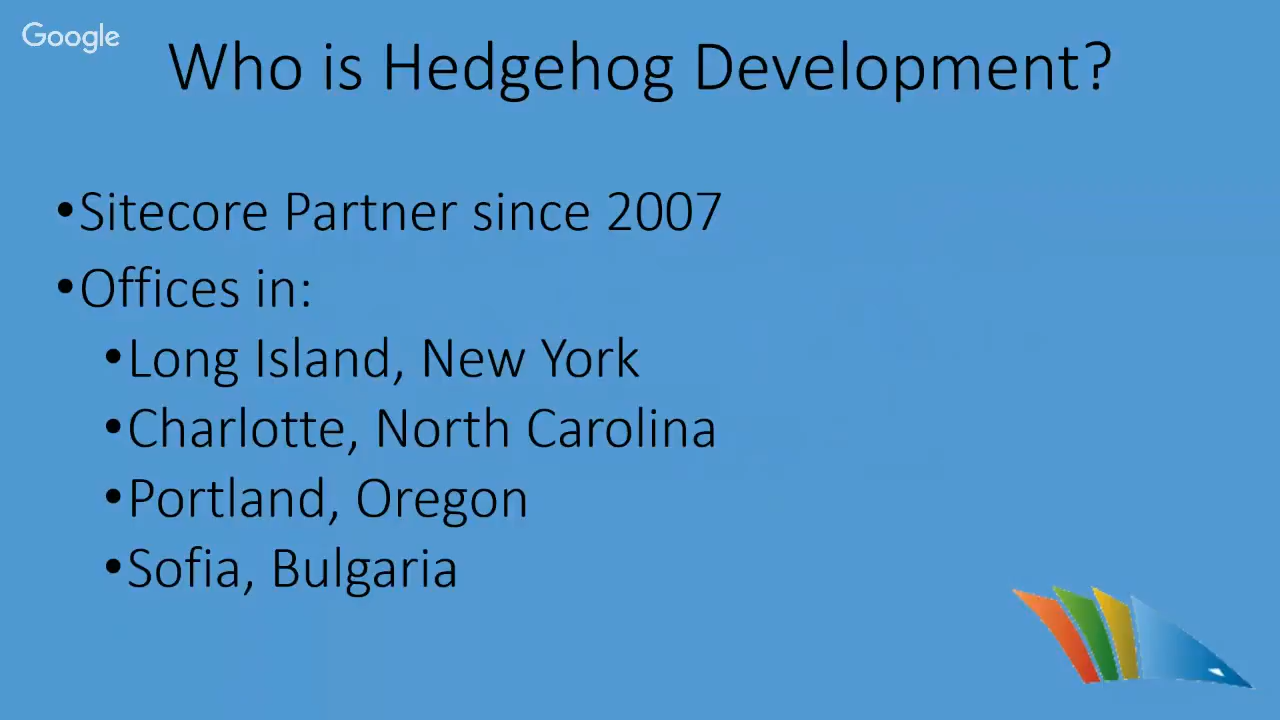 Google
Who is Hedgehog Development?
•Sitecore Partner since 2007
•Offices in:
•Long Island, New York
•Charlotte, North Carolina
•Portland, Oregon
•Sofia, Bulgaria